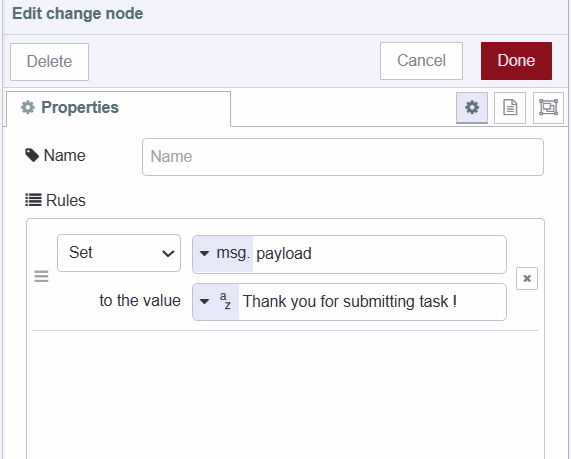 Edit change node
Delete
Cancel
Done
Properties
Name
Name
Rules
Set
msg. payload
to the value
a z Thank you for submitting task !